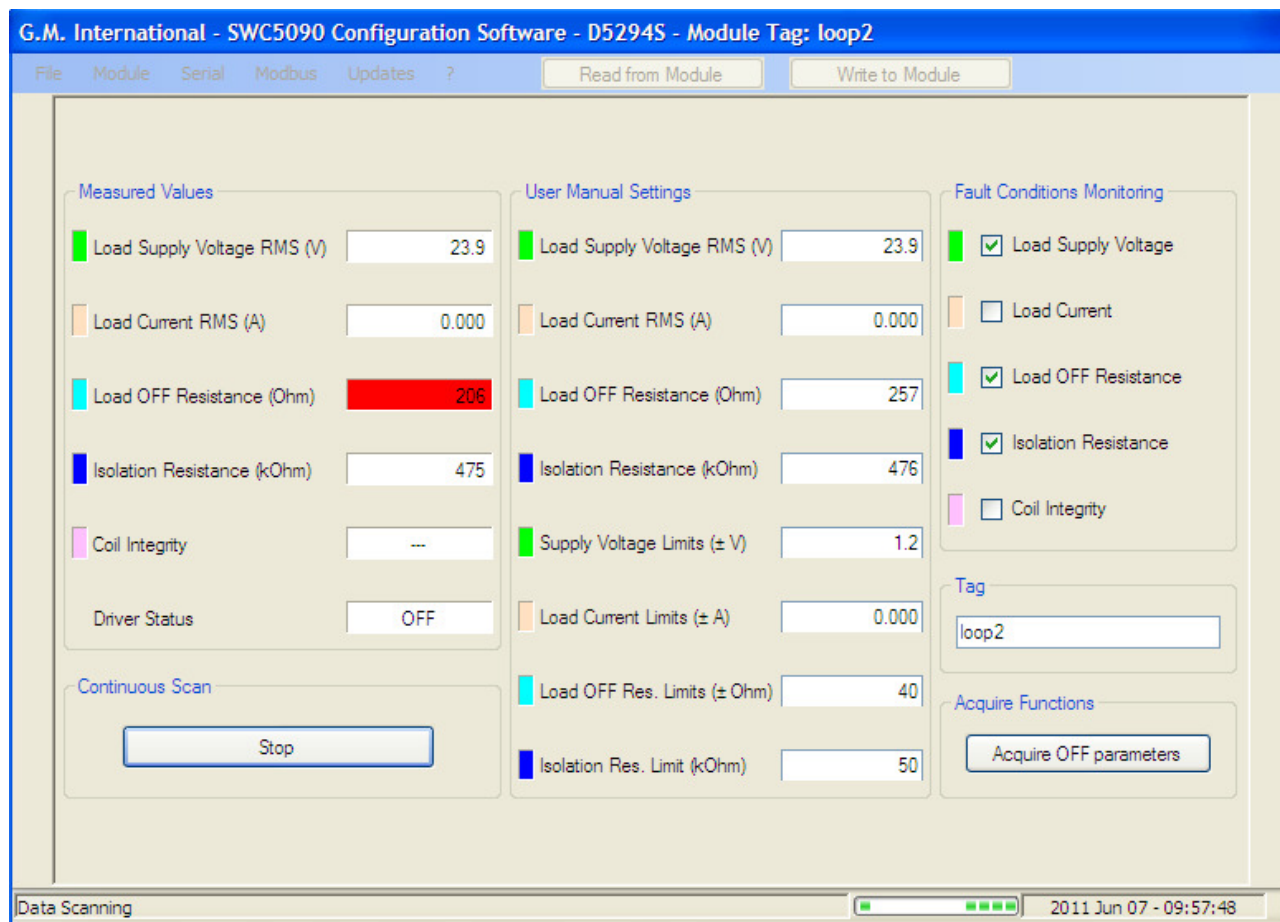 G.M. International - SWC5090 Configuration Software - D5294S - Module Tag: loop2
File Module Serial Modbus Updates ? Read from Module Write to Module
Measured Values
Load Supply Voltage RMS (V) 23.9
Load Current RMS (A) 0.000
Load OFF Resistance (Ohm) 206
Isolation Resistance (kOhm) 475
Coil Integrity ---
Driver Status OFF
Continuous Scan
Stop
User Manual Settings
Load Supply Voltage RMS (V) 23.9
Load Current RMS (A) 0.000
Load OFF Resistance (Ohm) 257
Isolation Resistance (kOhm) 476
Supply Voltage Limits (± V) 1.2
Load Current Limits (± A) 0.000
Load OFF Res. Limits (± Ohm) 40
Isolation Res. Limit (kOhm) 50
Fault Conditions Monitoring
Load Supply Voltage
Load Current
Load OFF Resistance
Isolation Resistance
Coil Integrity
Tag
loop2
Acquire Functions
Acquire OFF parameters
Data Scanning 2011 Jun 07 - 09:57:48